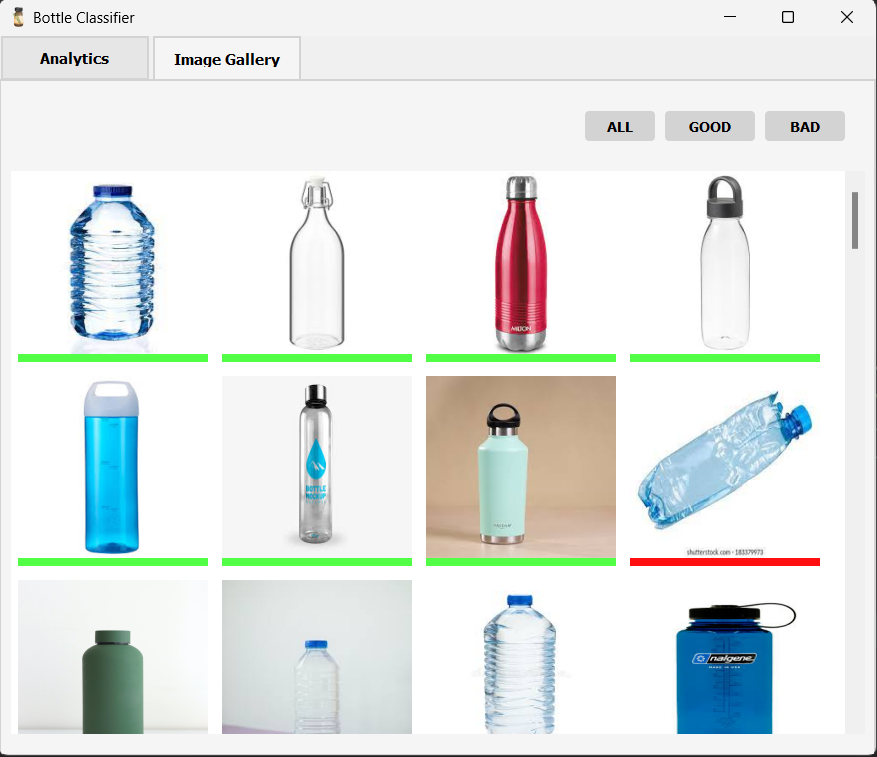 Bottle Classifier
Analytics
Image Gallery
ALL
GOOD
BAD
MILTON
BOTTLE
MOCKUP
shutterstock.com · 183379973
nalgene